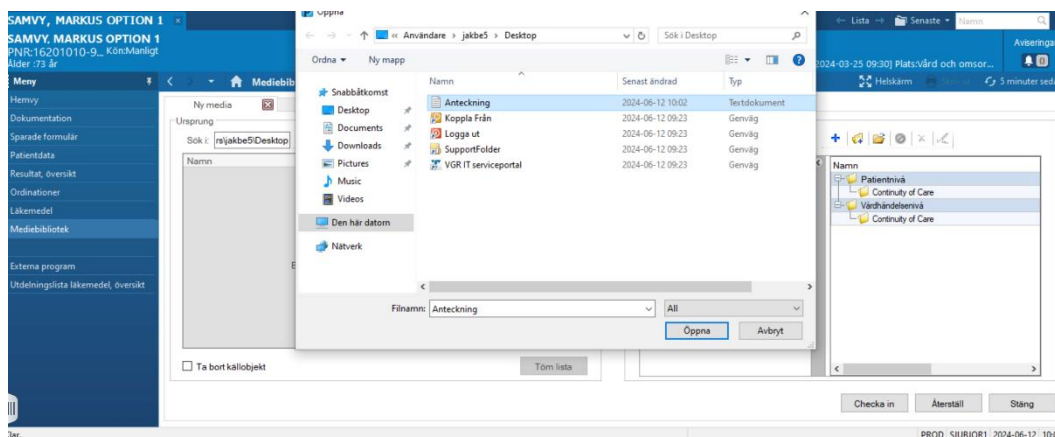 SAMVY, MARKUS OPTION 1
SAMVY, MARKUS OPTION 1
PNR:16201010-9... Kön:Manligt
Ålder :73 år
Lista
Senaste
Namn
Aviseringa
2024-03-25 09:30] Plats:Vård och omsor...
0
Meny
Mediebib
Helskärm
5 minuter seda
Hemvy
Dokumentation
Sparade formulär
Patientdata
Resultat, översikt
Ordinationer
Läkemedel
Mediebibliotek
Externa program
Utdelningslista läkemedel, översikt
Ny media
Ursprung
Sök i: rs\jakbe5\Desktop
Namn
Ta bort källobjekt
Töm lista
Öppna
« Användare › jakbe5 › Desktop
Sök i Desktop
Ordna
Ny mapp
Snabbåtkomst
Desktop
Documents
Downloads
Pictures
Music
Videos
Den här datorn
Nätverk
Namn Senast ändrad Typ
Anteckning 2024-06-12 10:02 Textdokument
Koppla Från 2024-06-12 09:23 Genväg
Logga ut 2024-06-12 09:23 Genväg
SupportFolder 2024-06-12 09:23 Genväg
VGR IT serviceportal 2024-06-12 09:23 Genväg
Filnamn: Anteckning
All
Öppna
Avbryt
Namn
Patientnivå
Continuity of Care
Vårdhändelsenivå
Continuity of Care
Checka in
Återställ
Stäng
PROD SJUBJOR1 2024-06-12 10: